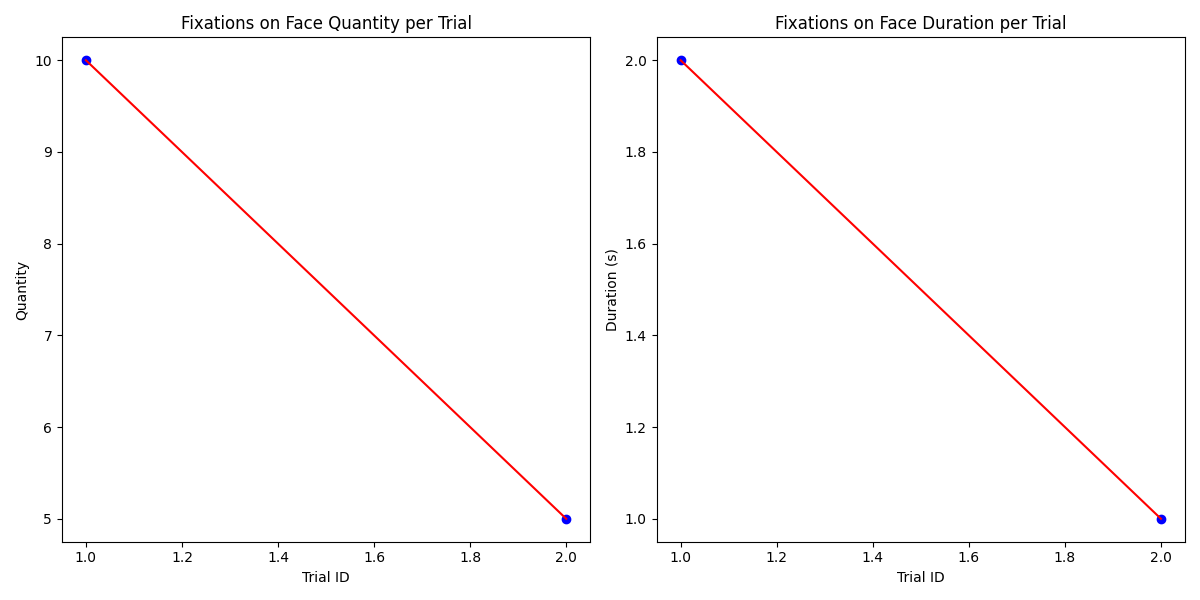 Fixations on Face Quantity per Trial
Quantity
10
9
8
7
6
5
1.0 1.2 1.4 1.6 1.8 2.0
Trial ID
Fixations on Face Duration per Trial
Duration (s)
2.0
1.8
1.6
1.4
1.2
1.0
1.0 1.2 1.4 1.6 1.8 2.0
Trial ID